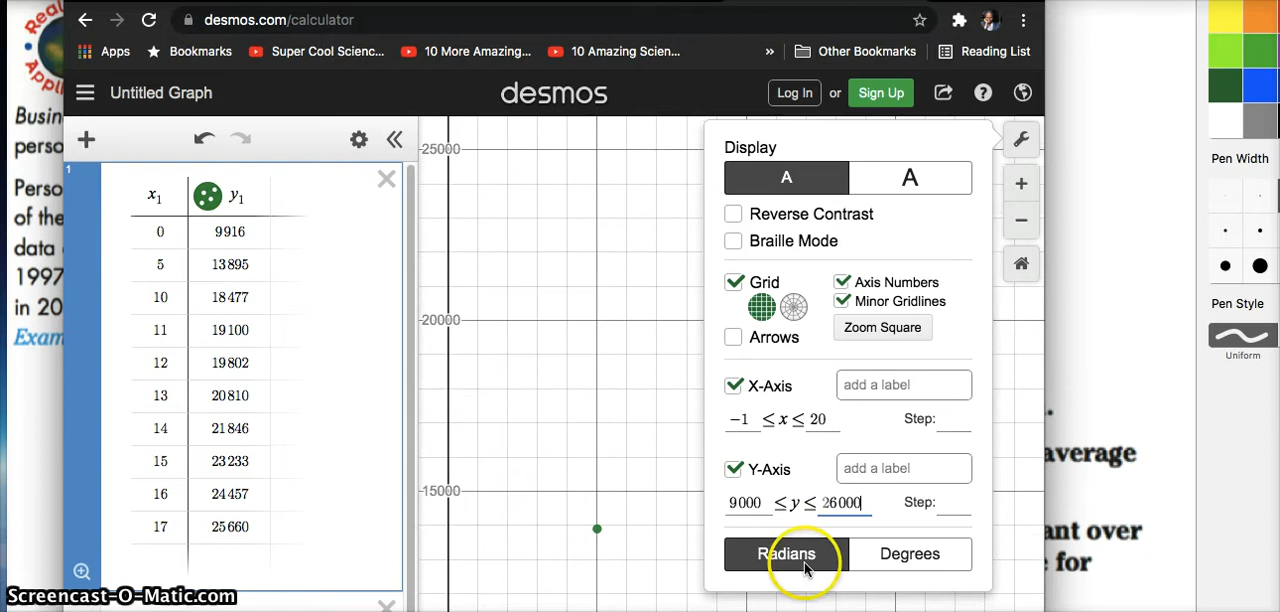 Real
Appli
desmos.com/calculator
Apps Bookmarks Super Cool Scienc... 10 More Amazing... 10 Amazing Scien... » Other Bookmarks Reading List
Untitled Graph desmos Log In or Sign Up
Busin
perso
Perso
of the
data
1997
in 20
Exam
1
x₁ y₁
0 9916
5 13895
10 18477
11 19100
12 19802
13 20810
14 21846
15 23233
16 24457
17 25660
25000
20000
15000
Display
A A
Reverse Contrast
Braille Mode
Grid Axis Numbers
Minor Gridlines
Zoom Square
Arrows
X-Axis add a label
−1 ≤ x ≤ 20 Step:
Y-Axis add a label
9000 ≤ y ≤ 26000 Step:
Radians Degrees
average
ant over
for
Pen Width
Pen Style
Uniform
Screencast-O-Matic.com